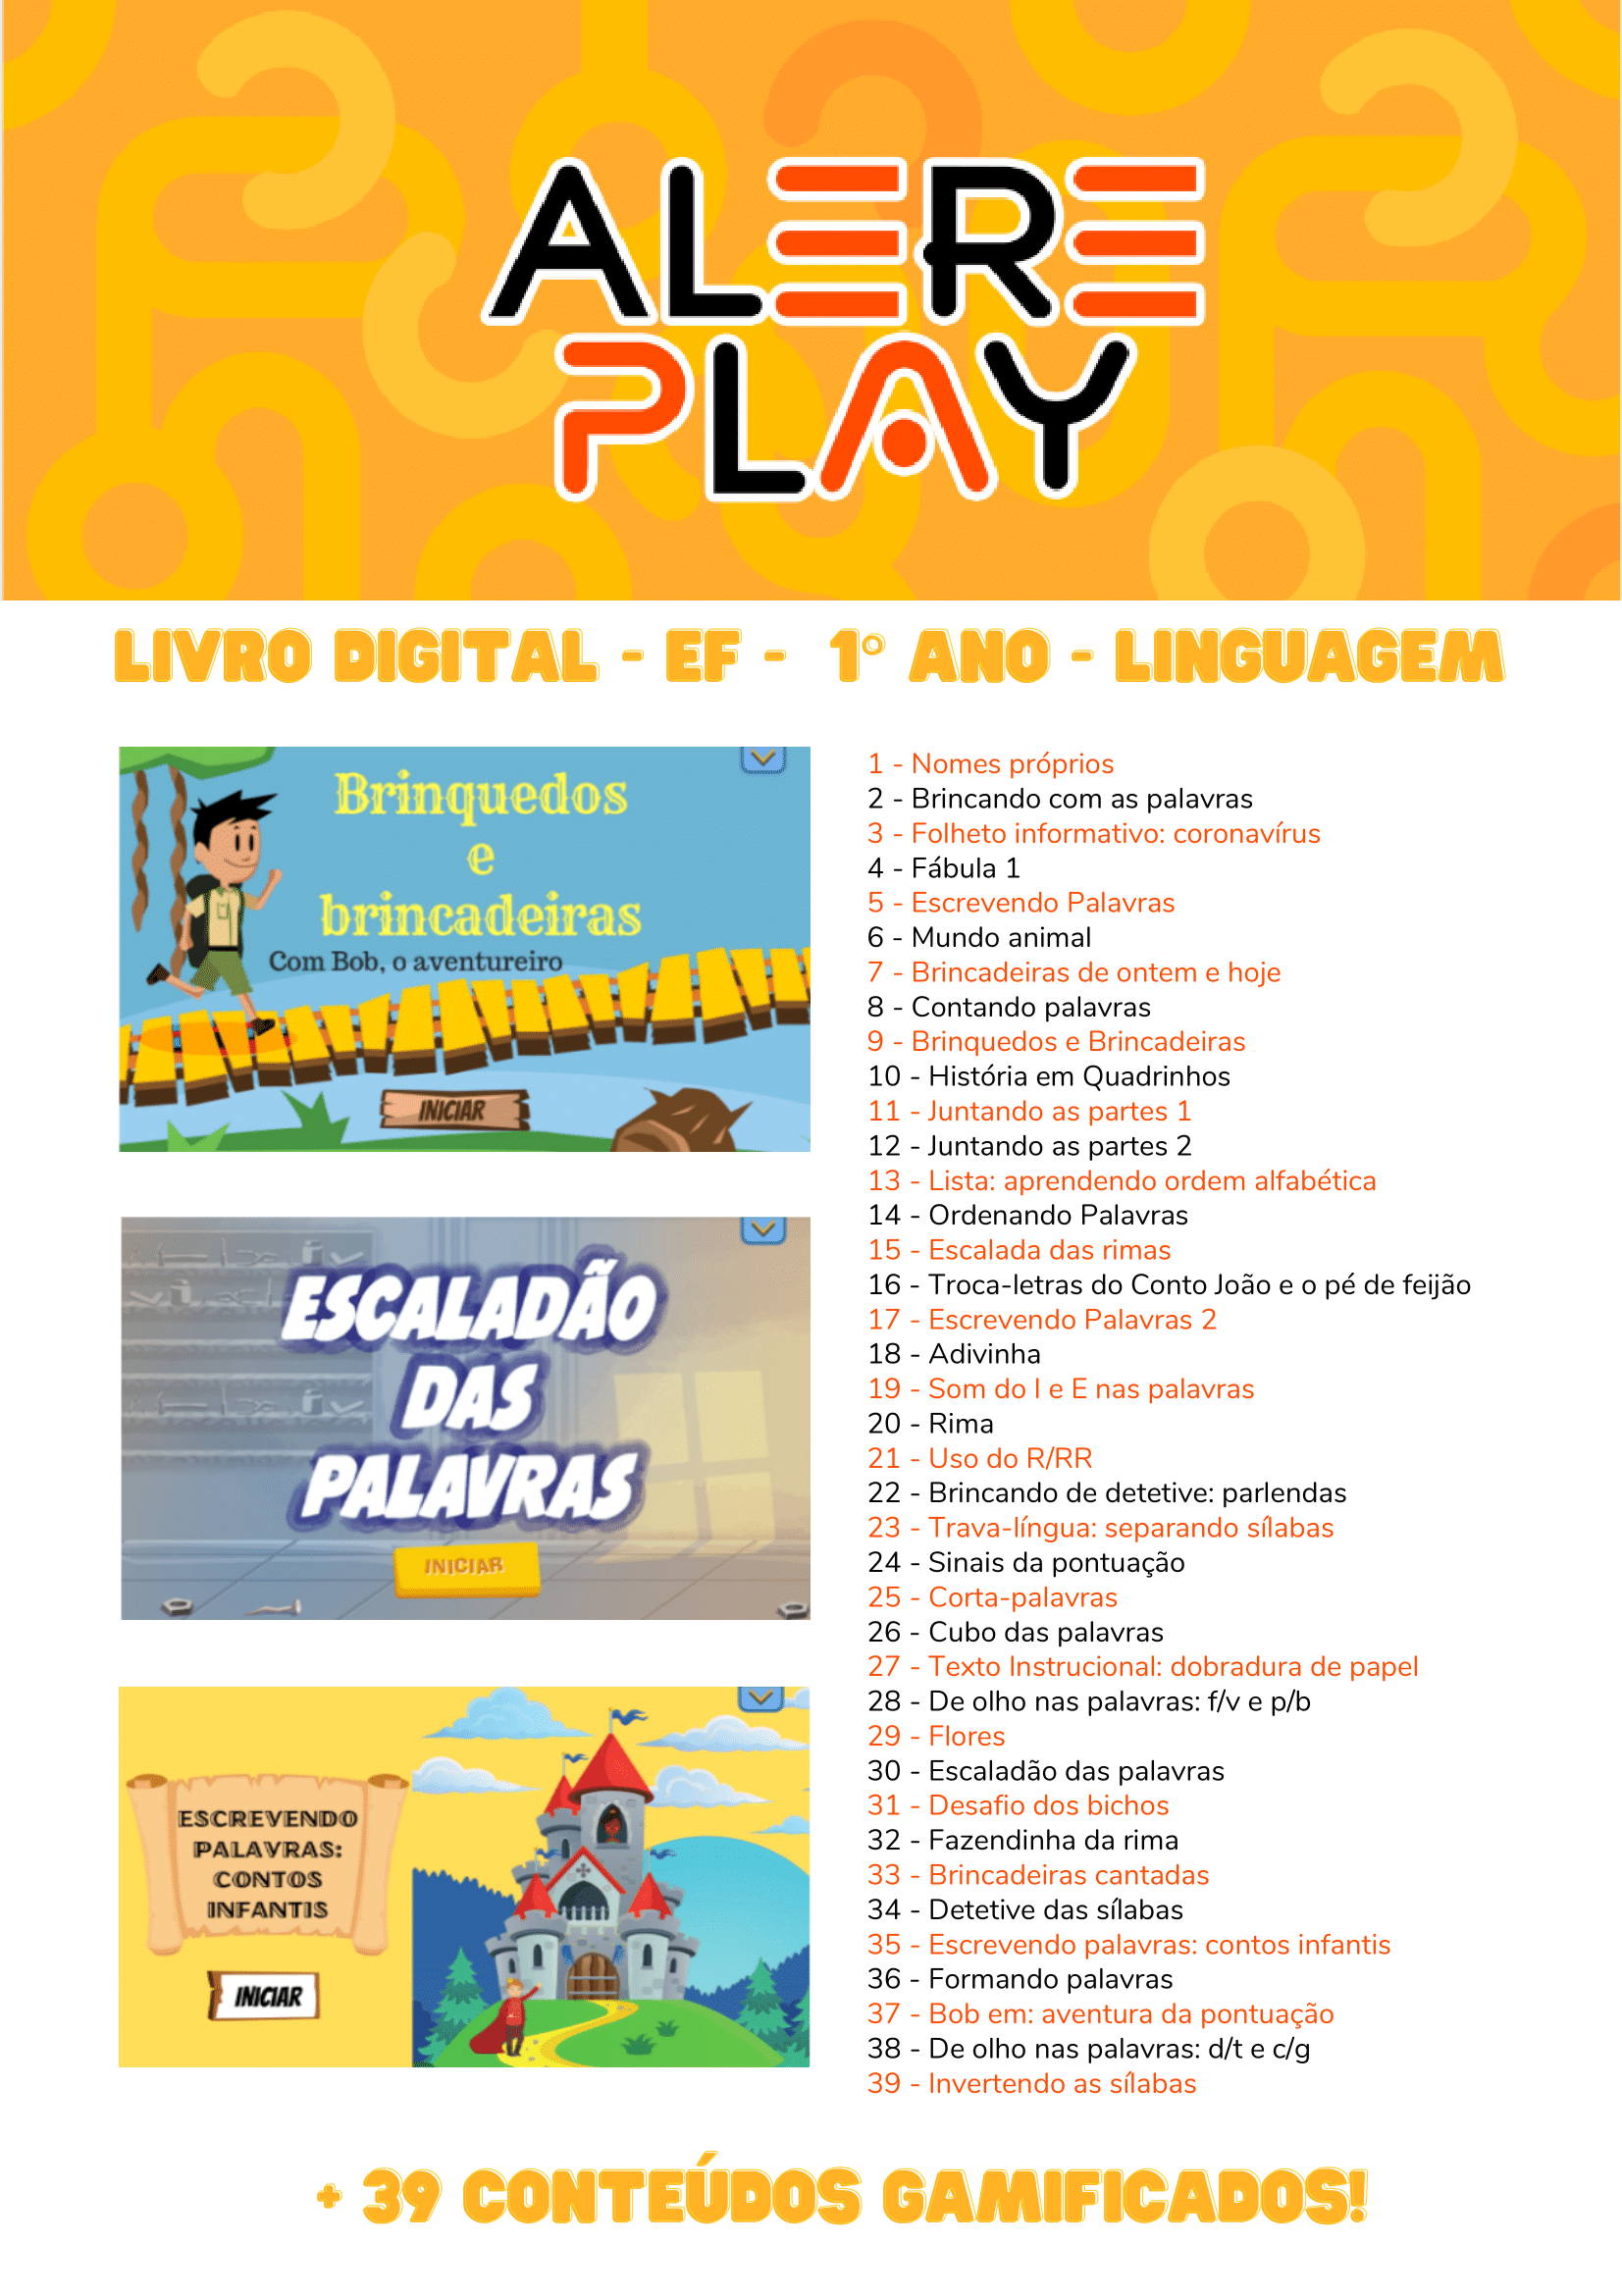 ALERE
PLAY
LIVRO DIGITAL - EF - 1º ANO - LINGUAGEM
Brinquedos
e
brincadeiras
Com Bob, o aventureiro
INICIAR
ESCALADÃO
DAS
PALAVRAS
INICIAR
ESCREVENDO
PALAVRAS:
CONTOS
INFANTIS
INICIAR
1 - Nomes próprios
2 - Brincando com as palavras
3 - Folheto informativo: coronavírus
4 - Fábula 1
5 - Escrevendo Palavras
6 - Mundo animal
7 - Brincadeiras de ontem e hoje
8 - Contando palavras
9 - Brinquedos e Brincadeiras
10 - História em Quadrinhos
11 - Juntando as partes 1
12 - Juntando as partes 2
13 - Lista: aprendendo ordem alfabética
14 - Ordenando Palavras
15 - Escalada das rimas
16 - Troca-letras do Conto João e o pé de feijão
17 - Escrevendo Palavras 2
18 - Adivinha
19 - Som do I e E nas palavras
20 - Rima
21 - Uso do R/RR
22 - Brincando de detetive: parlendas
23 - Trava-língua: separando sílabas
24 - Sinais da pontuação
25 - Corta-palavras
26 - Cubo das palavras
27 - Texto Instrucional: dobradura de papel
28 - De olho nas palavras: f/v e p/b
29 - Flores
30 - Escaladão das palavras
31 - Desafio dos bichos
32 - Fazendinha da rima
33 - Brincadeiras cantadas
34 - Detetive das sílabas
35 - Escrevendo palavras: contos infantis
36 - Formando palavras
37 - Bob em: aventura da pontuação
38 - De olho nas palavras: d/t e c/g
39 - Invertendo as sílabas
+ 39 CONTEÚDOS GAMIFICADOS!